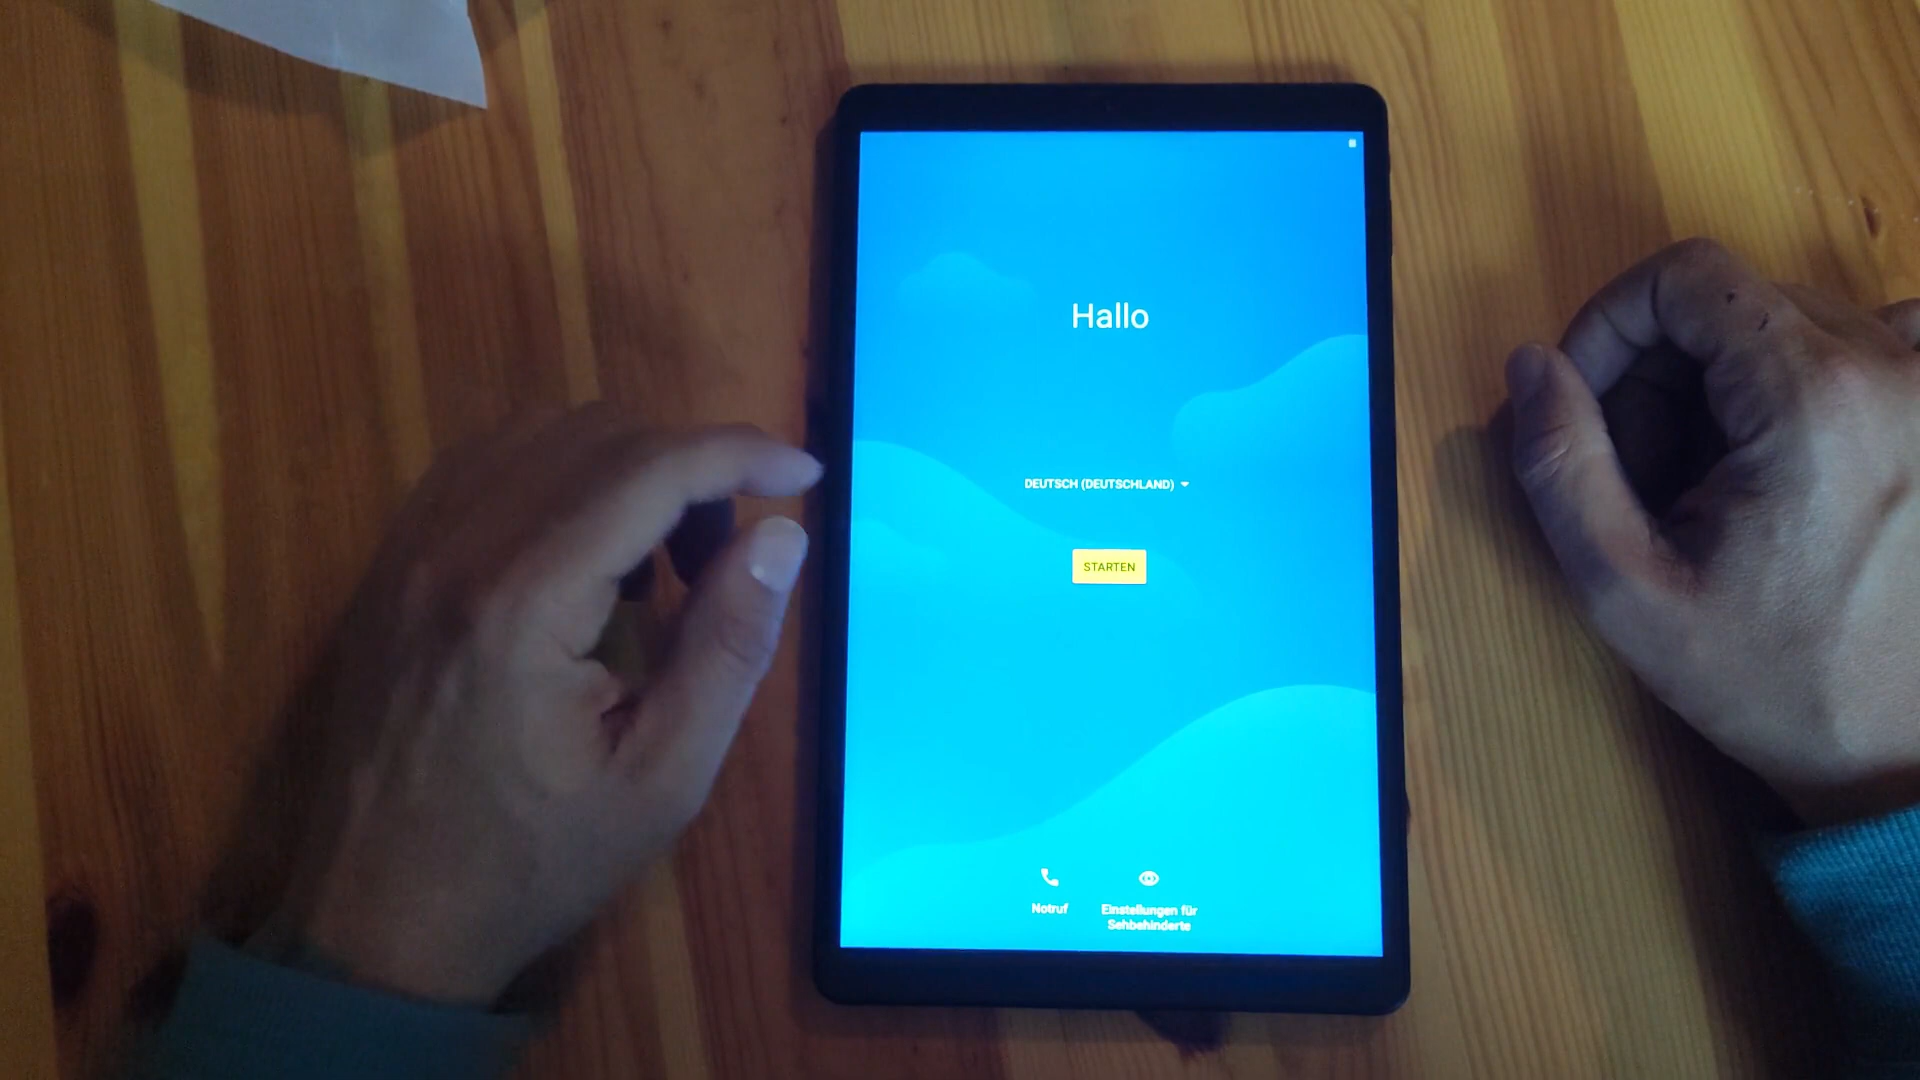 Hallo
DEUTSCH (DEUTSCHLAND)
STARTEN
Notruf
Einstellungen für
Sehbehinderte